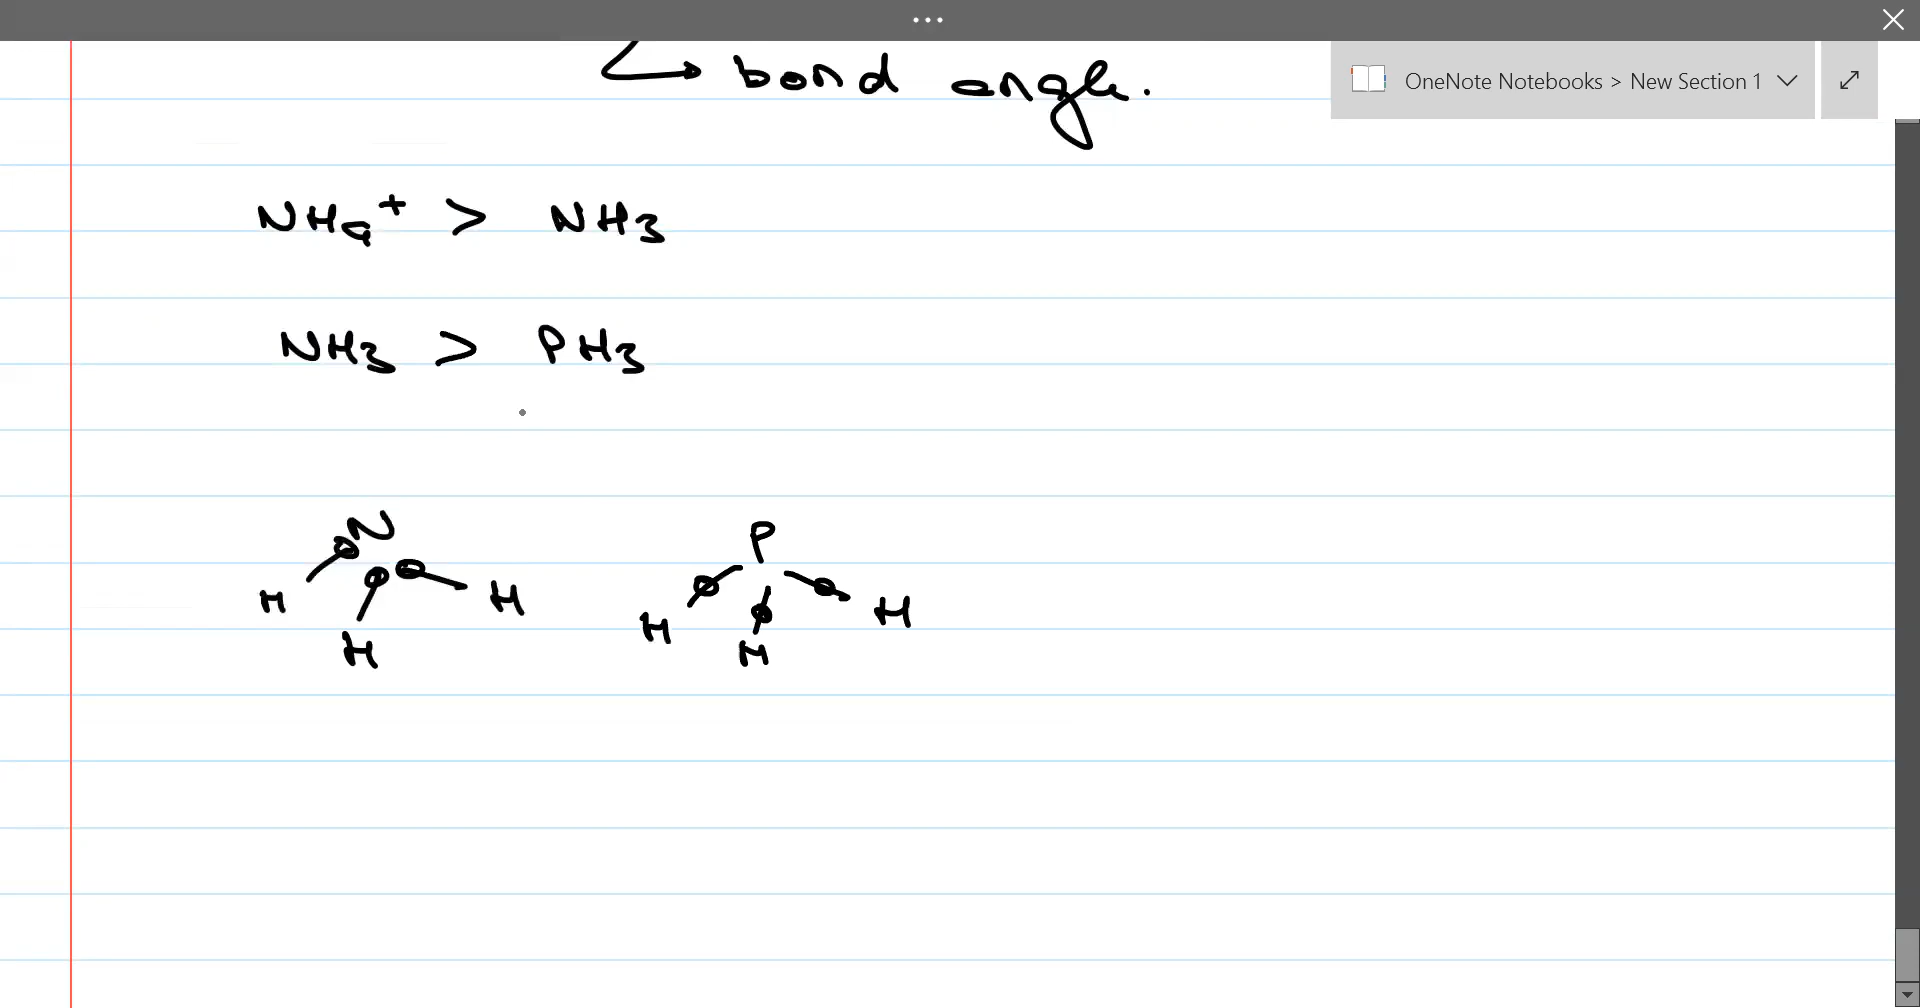 bond angle.
OneNote Notebooks > New Section 1
NH₄⁺ > NH₃
NH₃ > PH₃
N P
H H H H
H H